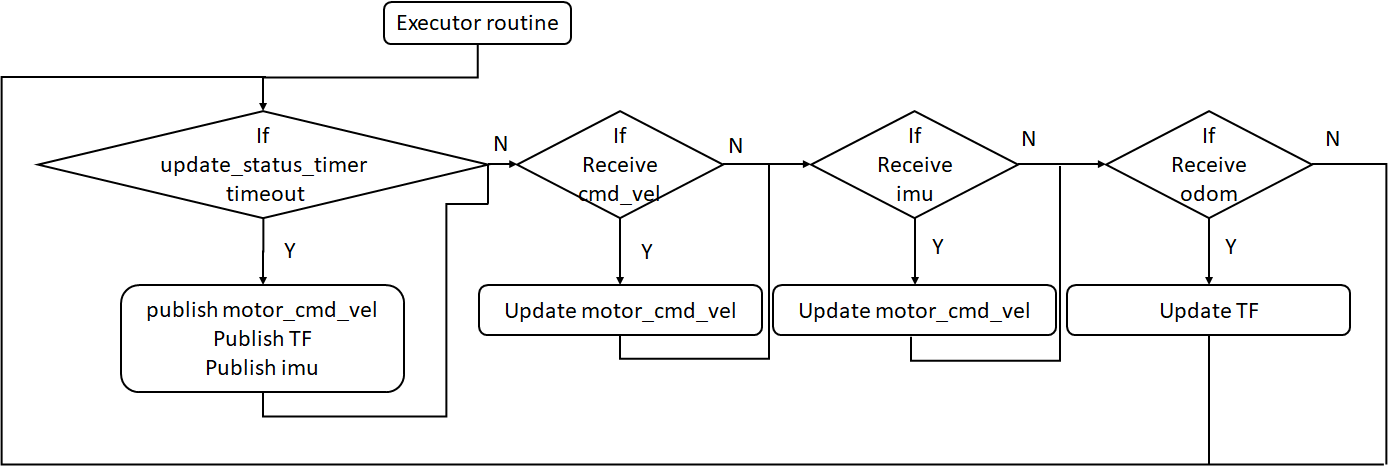 Executor routine
If
update_status_timer
timeout
N
Y
publish motor_cmd_vel
Publish TF
Publish imu
If
Receive
cmd_vel
N
Y
Update motor_cmd_vel
If
Receive
imu
N
Y
Update motor_cmd_vel
If
Receive
odom
N
Y
Update TF